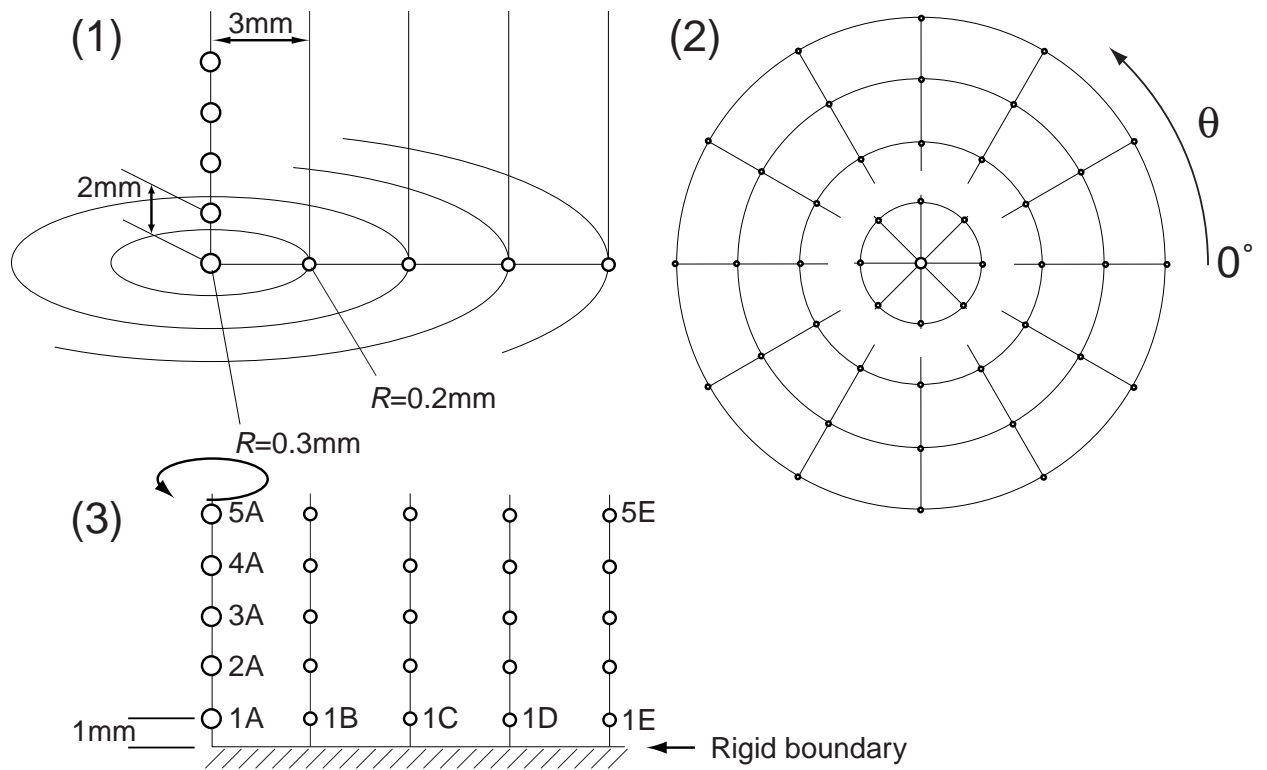 (1)
3mm
2mm
R=0.2mm
R=0.3mm
(2)
θ
0°
(3)
5A
5E
4A
3A
2A
1A
1B
1C
1D
1E
1mm
Rigid boundary